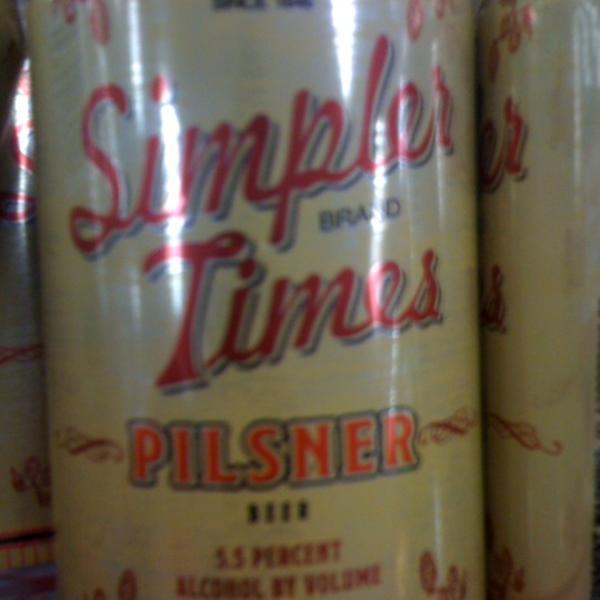 Simpler
BRAND
Times
PILSNER
BEER
5.5 PERCENT
ALCOHOL BY VOLUME